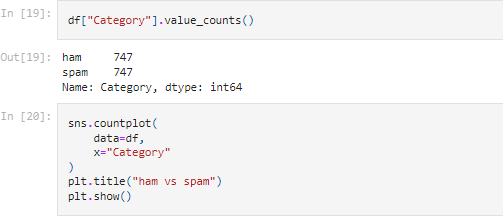 In [19]: df["Category"].value_counts()
Out[19]: ham     747
spam    747
Name: Category, dtype: int64
In [20]: sns.countplot(
    data=df,
    x="Category"
)
plt.title("ham vs spam")
plt.show()